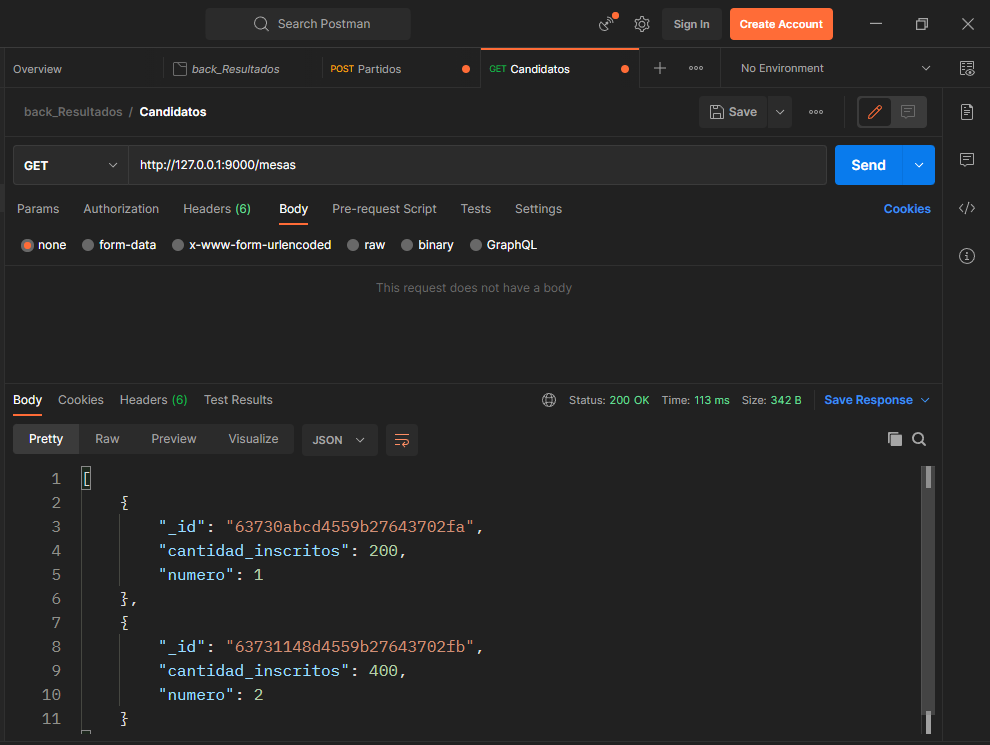 Search Postman
Sign In
Create Account
Overview
back_Resultados
POST Partidos
GET Candidatos
No Environment
back_Resultados / Candidatos
Save
GET
http://127.0.0.1:9000/mesas
Send
Params Authorization Headers (6) Body Pre-request Script Tests Settings Cookies
none form-data x-www-form-urlencoded raw binary GraphQL
This request does not have a body
Body Cookies Headers (6) Test Results Status: 200 OK Time: 113 ms Size: 342 B Save Response
Pretty Raw Preview Visualize JSON
1 [
2 {
3 "_id": "63730abcd4559b27643702fa",
4 "cantidad_inscritos": 200,
5 "numero": 1
6 },
7 {
8 "_id": "63731148d4559b27643702fb",
9 "cantidad_inscritos": 400,
10 "numero": 2
11 }